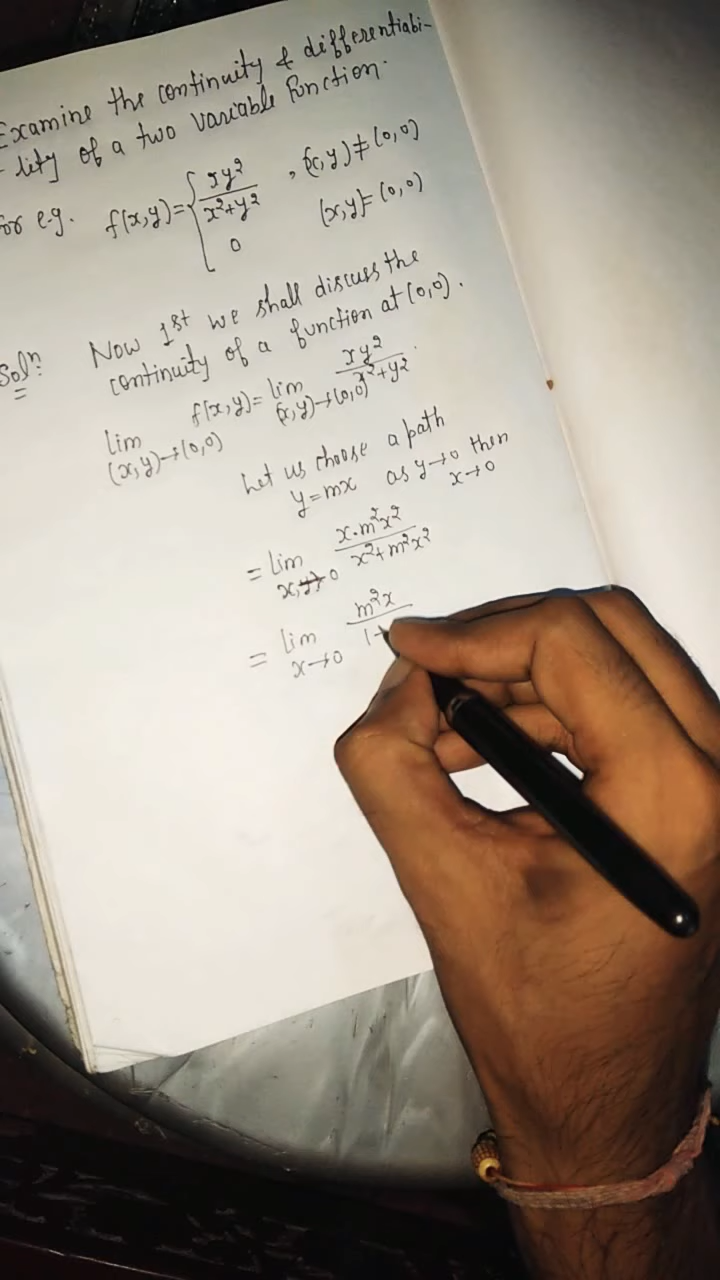 Examine the continuity & differentiabi-
-lity of a two variable function.
for e.g. f(x,y)= { xy²/x²+y² , (x,y)≠(0,0)
0 (x,y)=(0,0)
Solⁿ: Now 1st we shall discuss the
continuity of a function at (0,0).
lim (x,y)→(0,0) f(x,y)= lim (x,y)→(0,0) xy²/x²+y².
Let us choose a path
y=mx as y→0 then
x→0
= lim x→0 x.m²x²/x²+m²x²
= lim x→0 m²x/1+